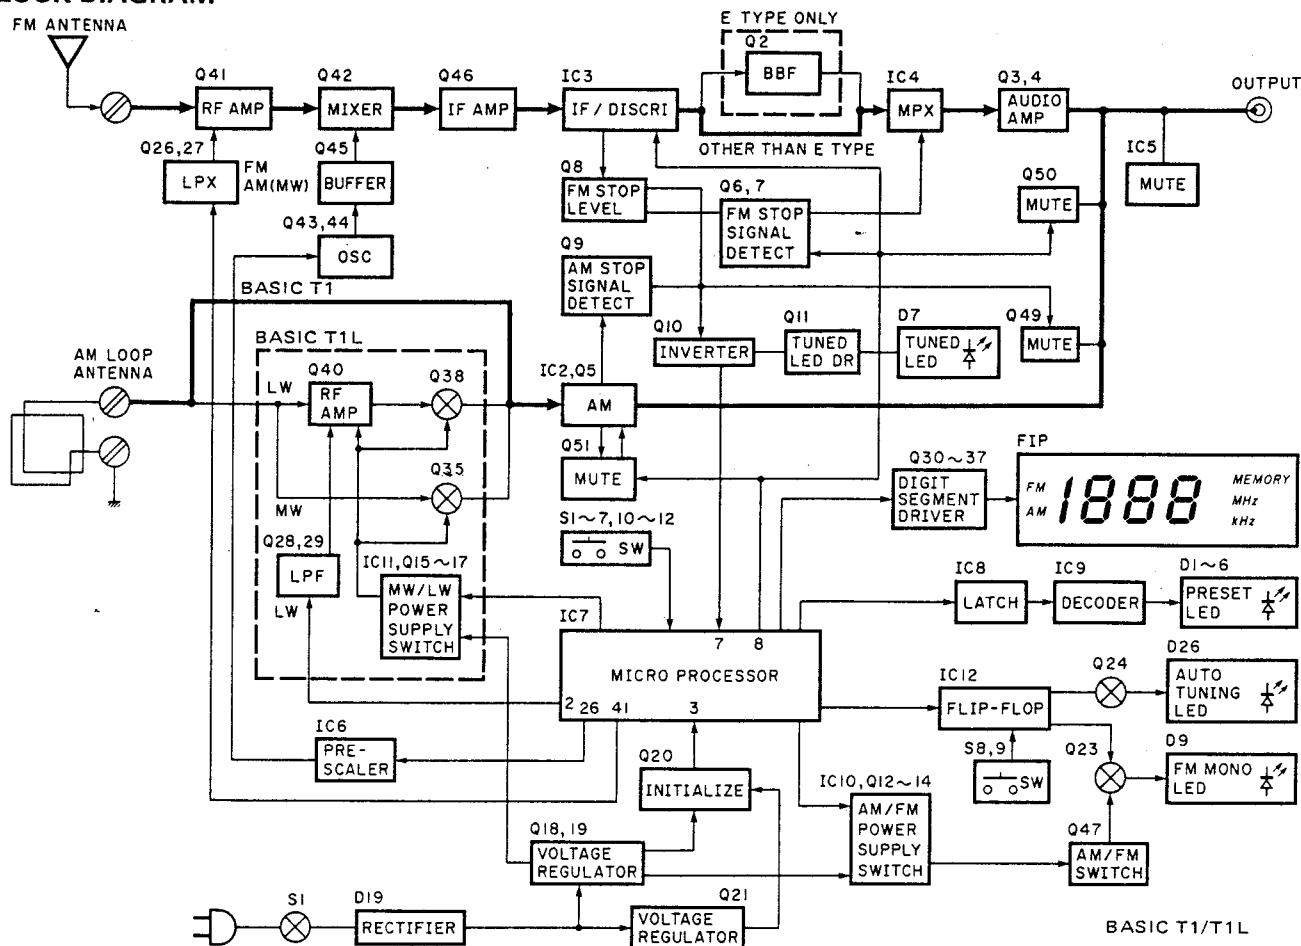 BLOCK DIAGRAM
FM ANTENNA
E TYPE ONLY
Q2
BBF
Q41
RF AMP
Q42
MIXER
Q46
IF AMP
IC3
IF / DISCRI
IC4
MPX
Q3,4
AUDIO
AMP
OUTPUT
OTHER THAN E TYPE
IC5
MUTE
Q26,27
LPX
FM
AM(MW)
Q45
BUFFER
Q43,44
OSC
Q8
FM STOP
LEVEL
Q6, 7
FM STOP
SIGNAL
DETECT
Q50
MUTE
Q9
AM STOP
SIGNAL
DETECT
BASIC T1
BASIC T1L
Q10
INVERTER
Q11
TUNED
LED DR
D7
TUNED
LED
Q49
MUTE
AM LOOP
ANTENNA
LW
Q40
RF
AMP
Q38
IC2,Q5
AM
Q51
MUTE
Q35
MW
Q28,29
LPF
LW
IC11,Q15~17
MW/LW
POWER
SUPPLY
SWITCH
S1~7,10~12
SW
Q30~37
DIGIT
SEGMENT
DRIVER
FIP
FM
AM
1888
MEMORY
MHz
kHz
IC8
LATCH
IC9
DECODER
D1~6
PRESET
LED
IC7
7
8
MICRO PROCESSOR
2
26
41
3
IC12
FLIP-FLOP
Q24
D26
AUTO
TUNING
LED
S8,9
SW
Q23
D9
FM MONO
LED
IC6
PRE-
SCALER
Q20
INITIALIZE
IC10,Q12~14
AM/FM
POWER
SUPPLY
SWITCH
Q47
AM/FM
SWITCH
Q18,19
VOLTAGE
REGULATOR
S1
D19
RECTIFIER
Q21
VOLTAGE
REGULATOR
BASIC T1/T1L